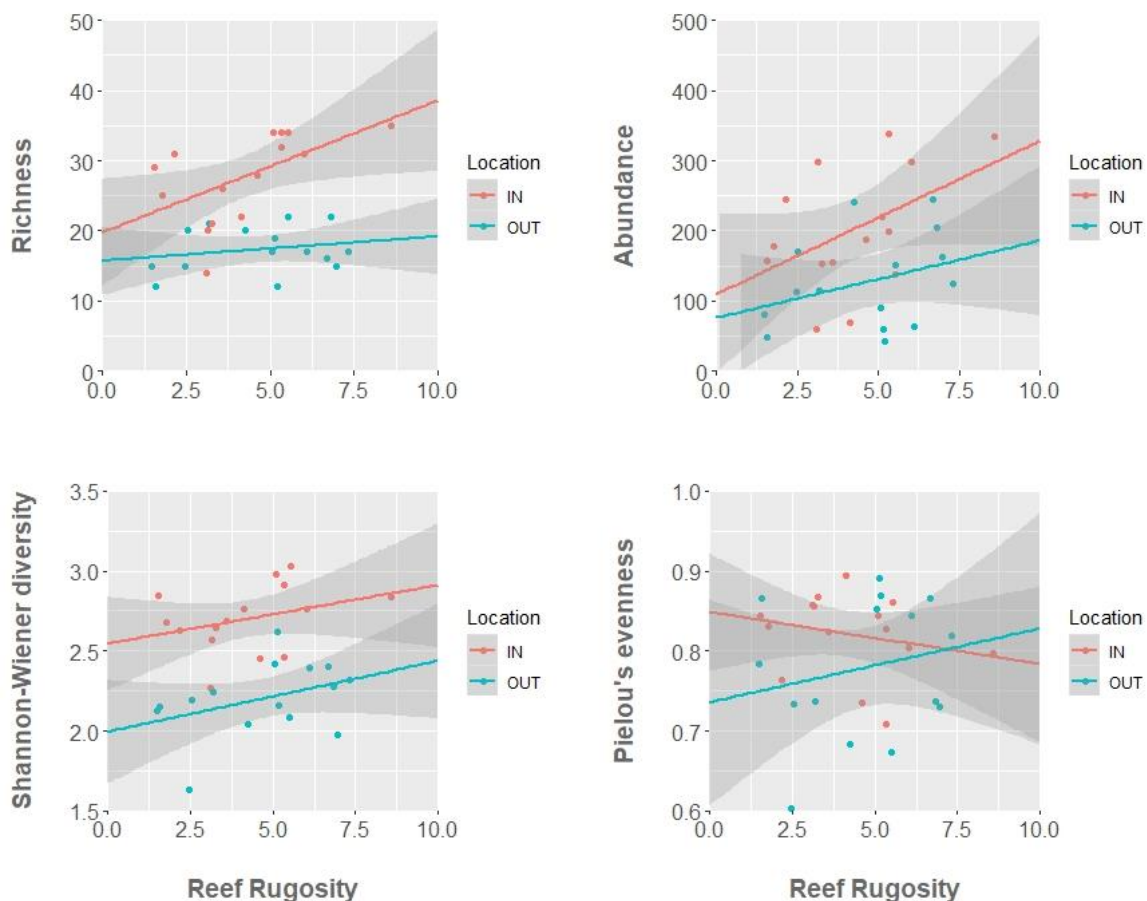 Richness
50
40
30
20
10
0
0.0 2.5 5.0 7.5 10.0
Location
IN
OUT
Abundance
500
400
300
200
100
0
0.0 2.5 5.0 7.5 10.0
Location
IN
OUT
Shannon-Wiener diversity
3.5
3.0
2.5
2.0
1.5
0.0 2.5 5.0 7.5 10.0
Reef Rugosity
Location
IN
OUT
Pielou's evenness
1.0
0.9
0.8
0.7
0.6
0.0 2.5 5.0 7.5 10.0
Reef Rugosity
Location
IN
OUT